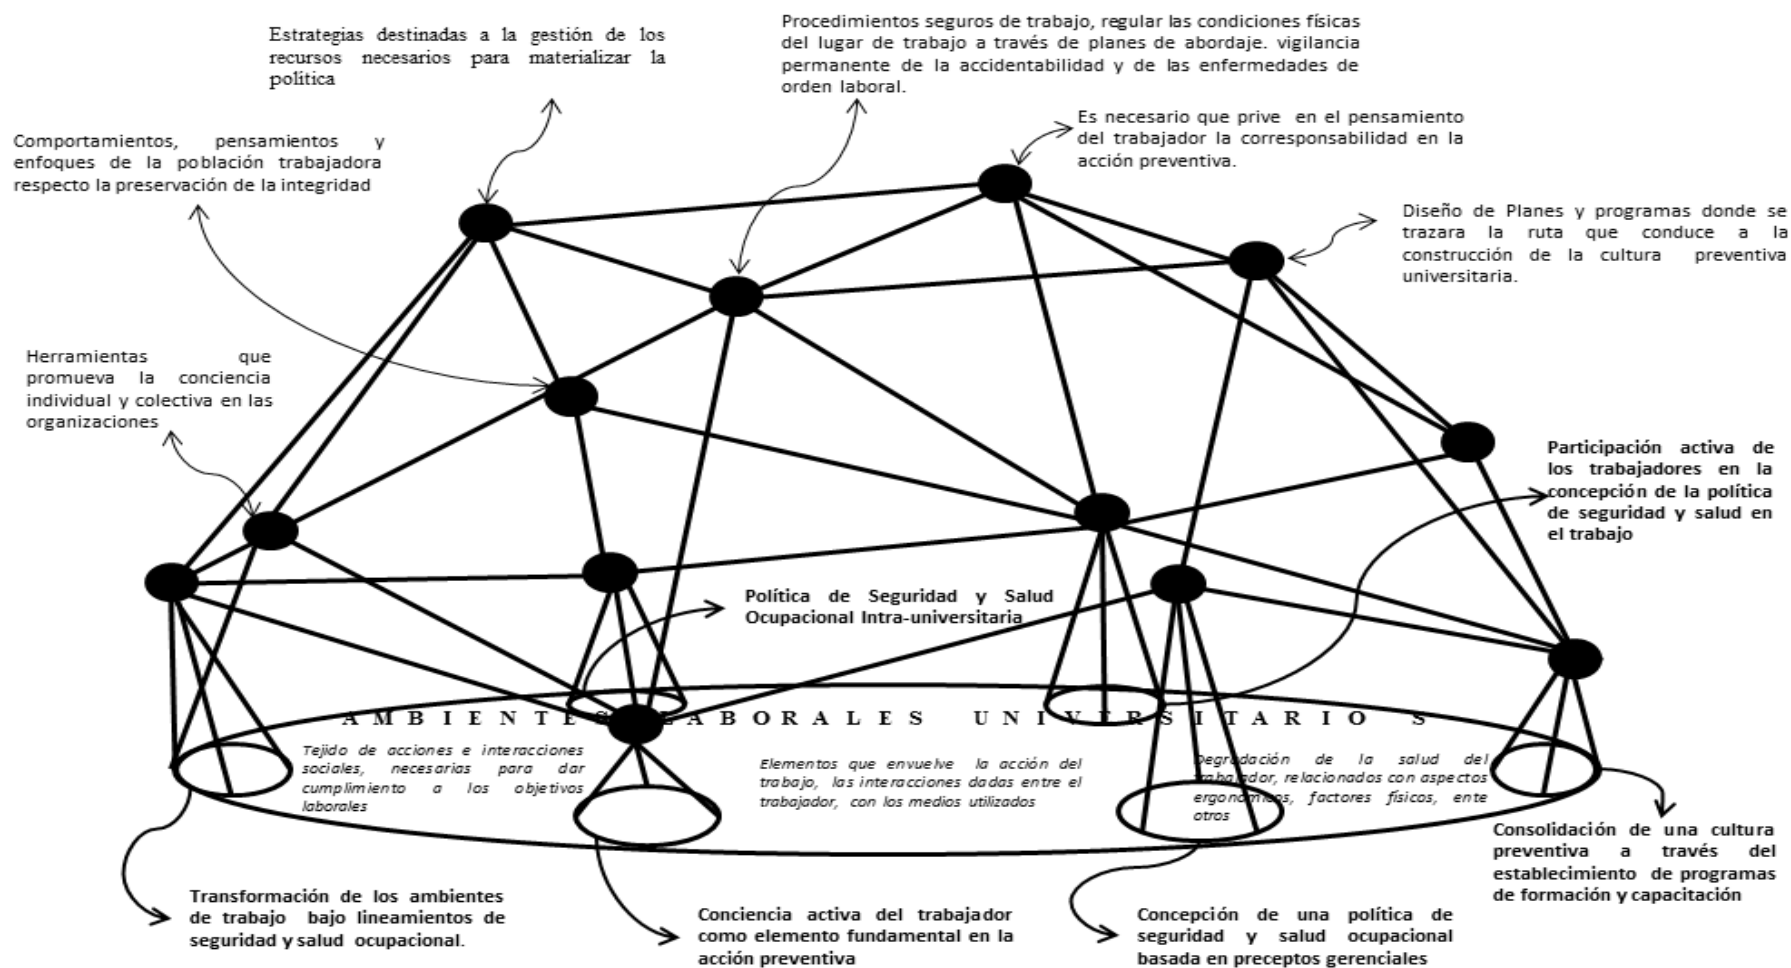 Estrategias destinadas a la gestión de los
recursos necesarios para materializar la
política
Procedimientos seguros de trabajo, regular las condiciones físicas
del lugar de trabajo a través de planes de abordaje. vigilancia
permanente de la accidentabilidad y de las enfermedades de
orden laboral.
Es necesario que prive en el pensamiento
del trabajador la corresponsabilidad en la
acción preventiva.
Comportamientos, pensamientos y
enfoques de la población trabajadora
respecto la preservación de la integridad
Diseño de Planes y programas donde se
trazara la ruta que conduce a la
construcción de la cultura preventiva
universitaria.
Herramientas que
promueva la conciencia
individual y colectiva en las
organizaciones
Participación activa de
los trabajadores en la
concepción de la política
de seguridad y salud en
el trabajo
Política de Seguridad y Salud
Ocupacional Intra-universitaria
AMBIENTES LABORALES UNIVERSITARIO S
Tejido de acciones e interacciones
sociales, necesarias para dar
cumplimiento a los objetivos
laborales
Elementos que envuelve la acción del
trabajo, las interacciones dadas entre el
trabajador, con los medios utilizados
Degradación de la salud del
trabajador, relacionados con aspectos
ergonómicos, factores físicos, ente
otros
Consolidación de una cultura
preventiva a través del
establecimiento de programas
de formación y capacitación
Transformación de los ambientes
de trabajo bajo lineamientos de
seguridad y salud ocupacional.
Conciencia activa del trabajador
como elemento fundamental en la
acción preventiva
Concepción de una política de
seguridad y salud ocupacional
basada en preceptos gerenciales